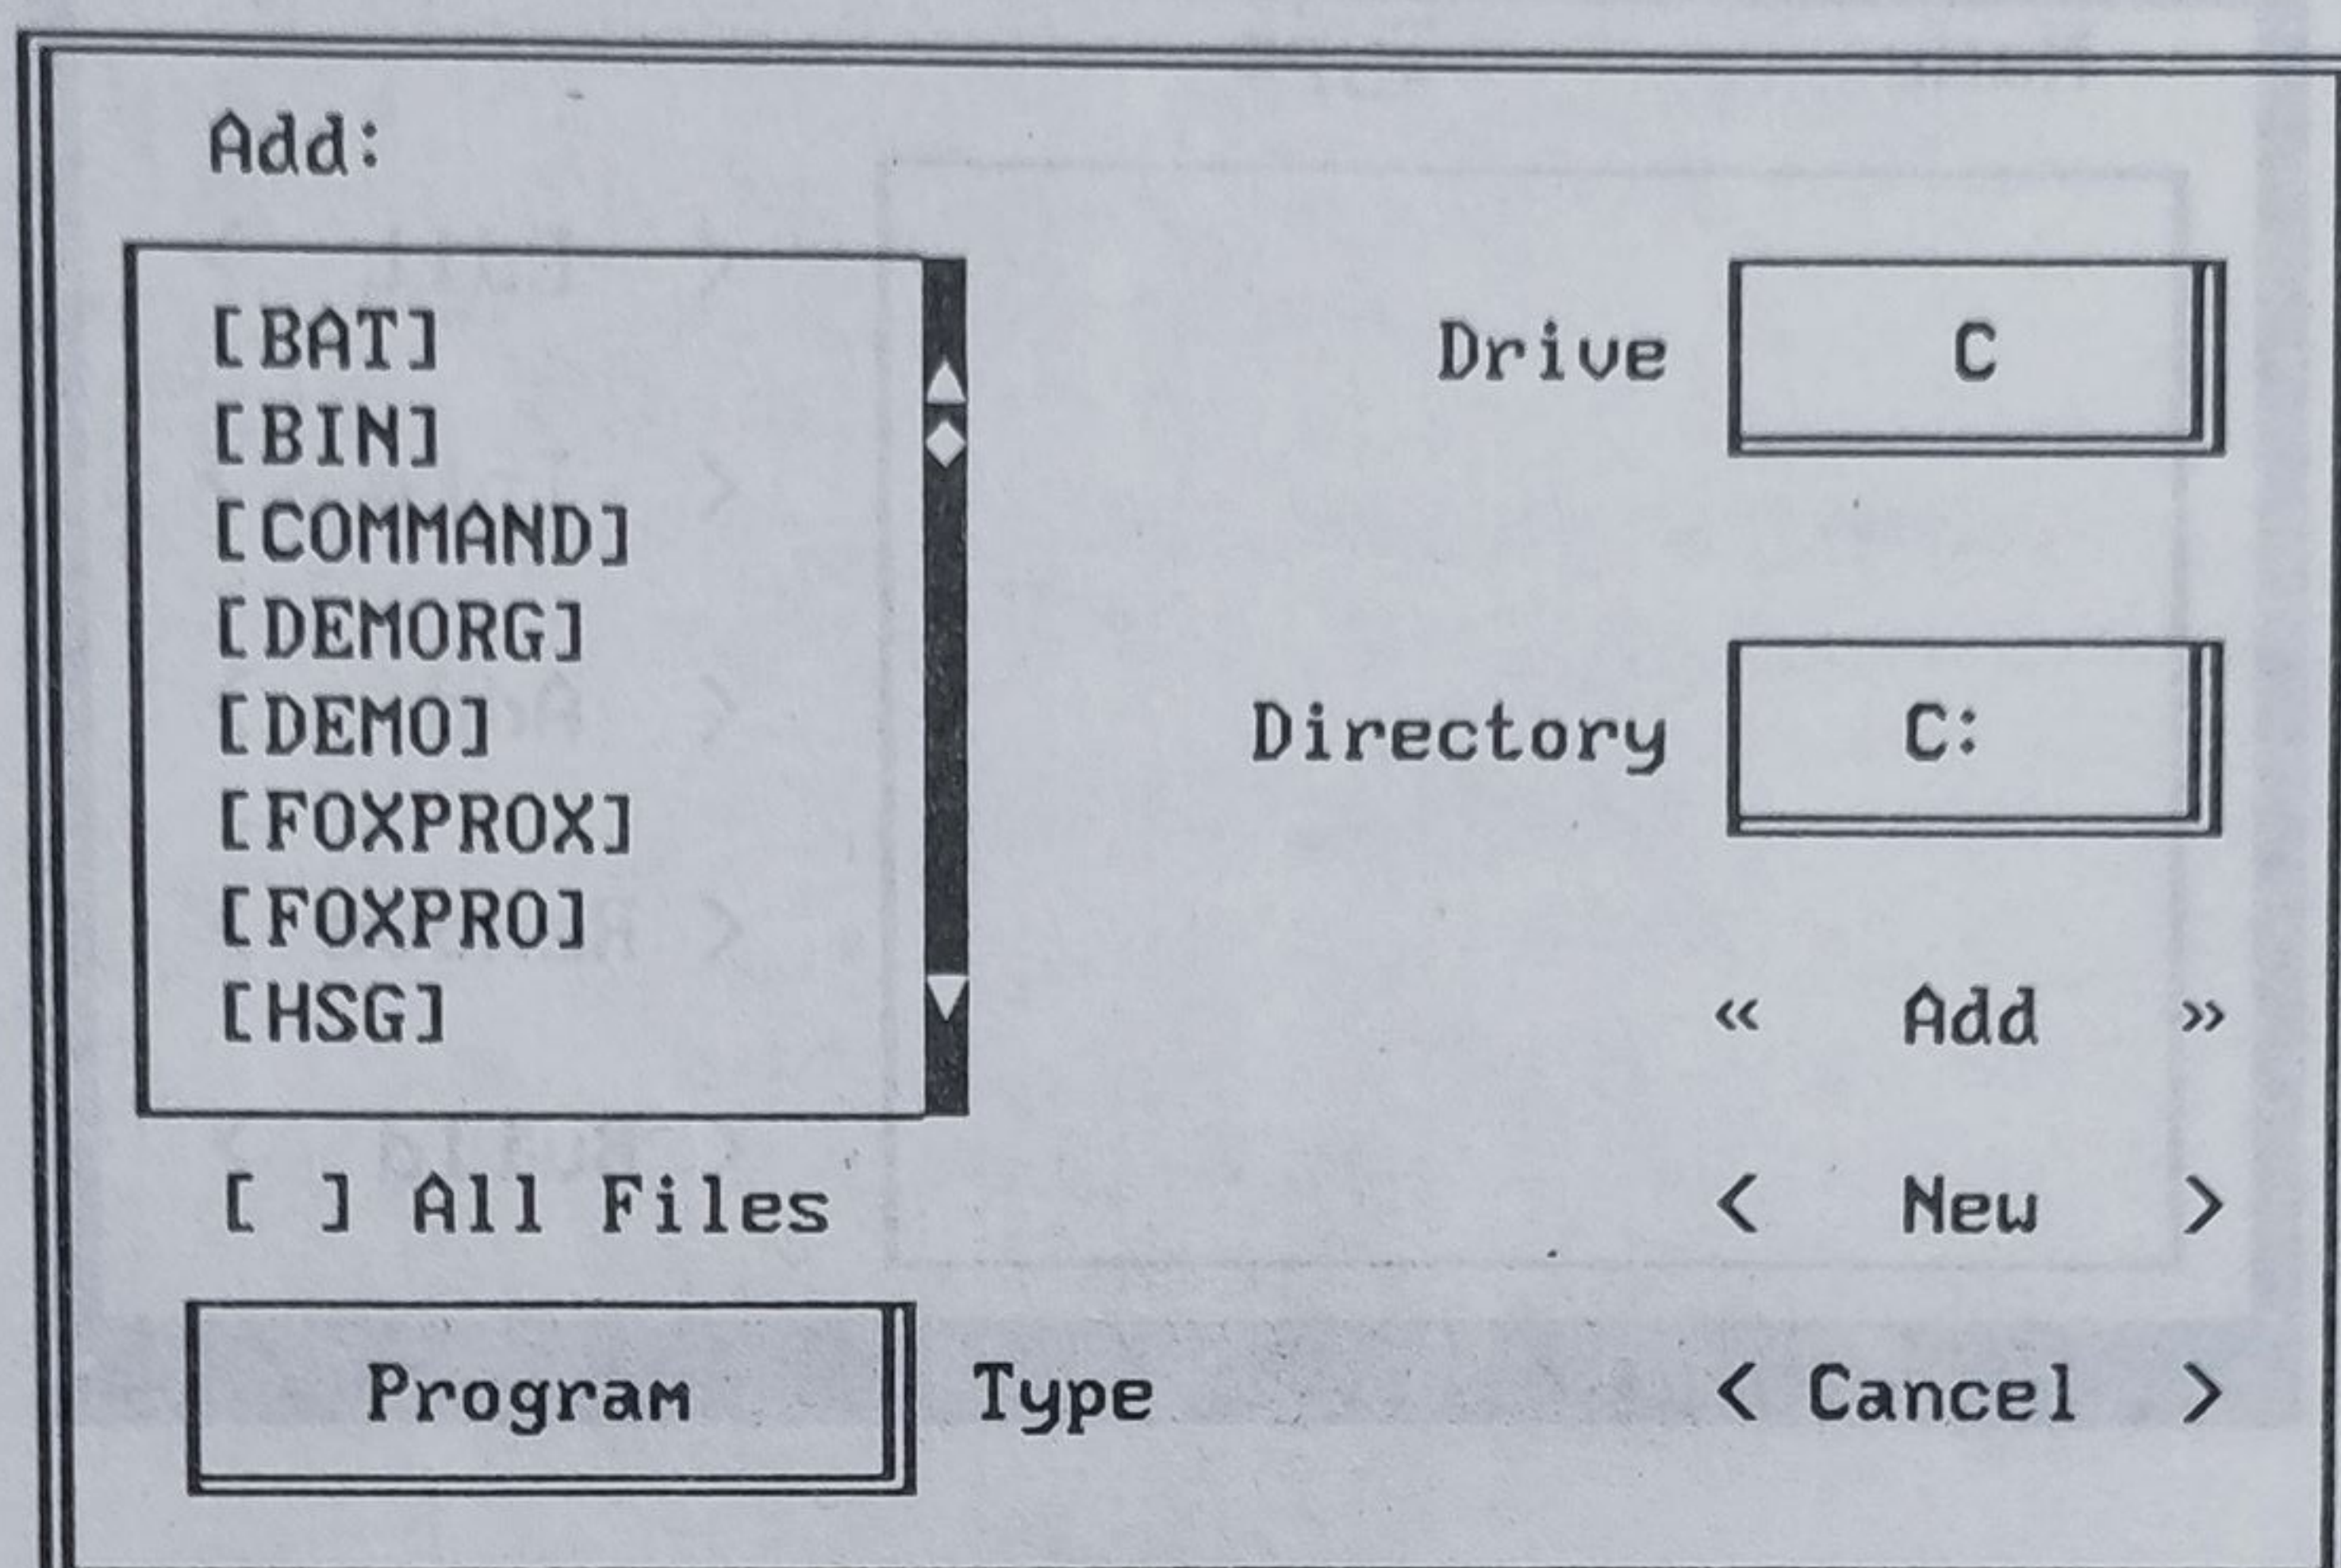 Add:
[BAT]
[BIN]
[COMMAND]
[DEMORG]
[DEMO]
[FOXPROX]
[FOXPRO]
[HSG]
[ ] All Files
Program Type
Drive C
Directory C:
« Add »
< New >
< Cancel >